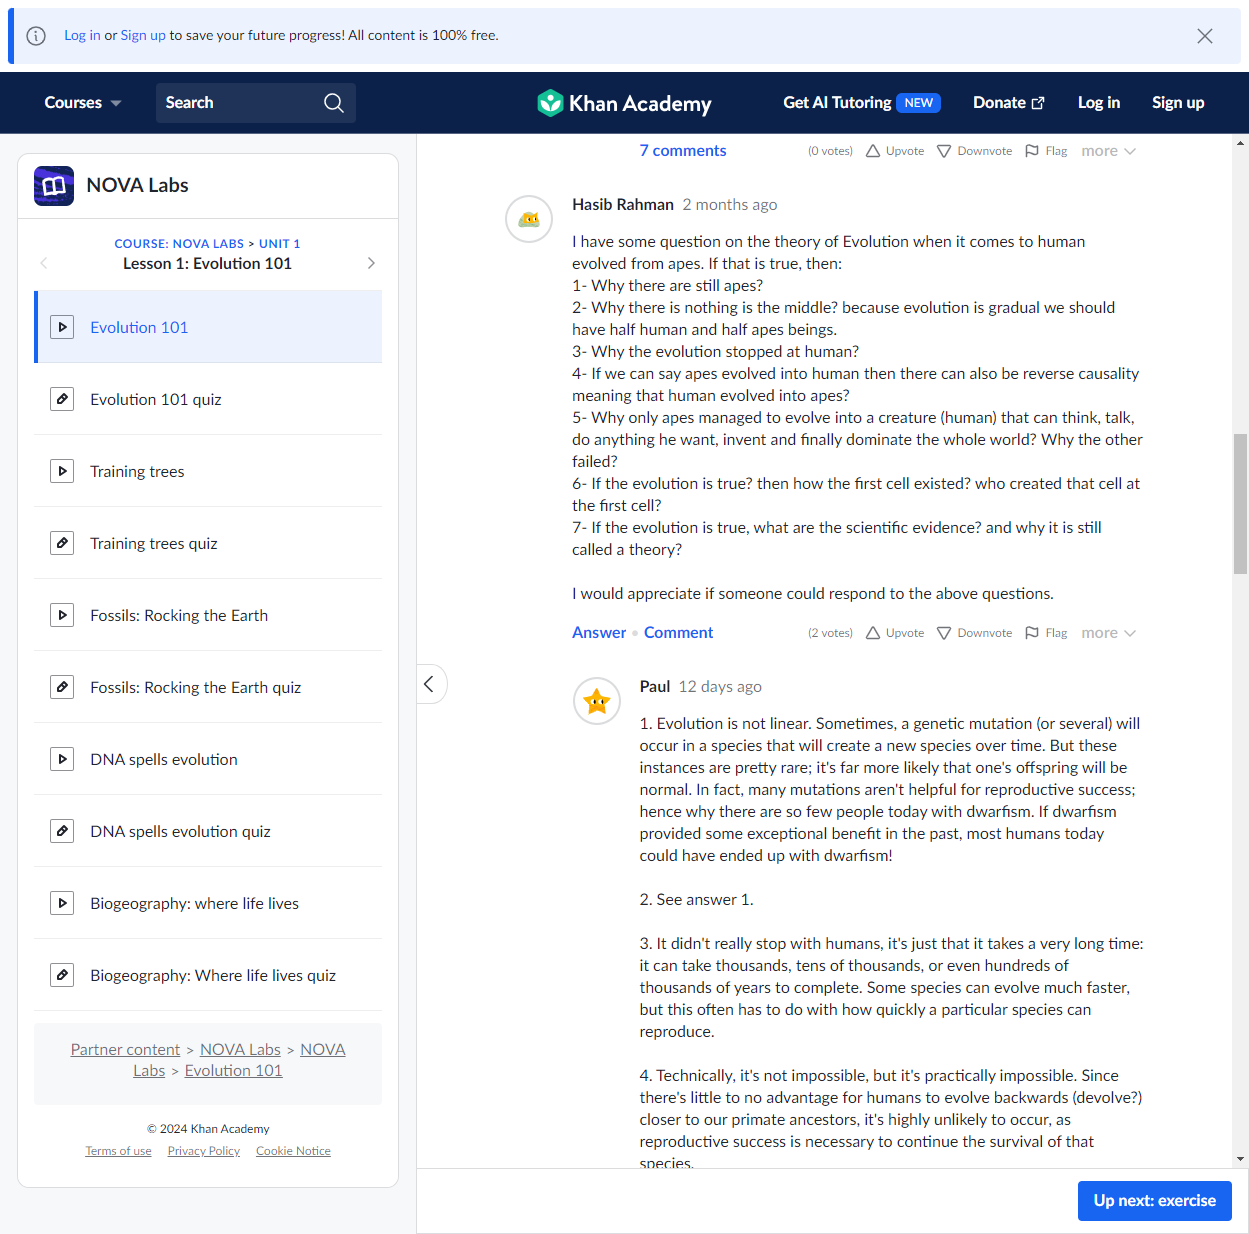 Log in or Sign up to save your future progress! All content is 100% free.
Courses
Search
Khan Academy
Get AI Tutoring NEW
Donate
Log in
Sign up
NOVA Labs
COURSE: NOVA LABS > UNIT 1
Lesson 1: Evolution 101
Evolution 101
Evolution 101 quiz
Training trees
Training trees quiz
Fossils: Rocking the Earth
Fossils: Rocking the Earth quiz
DNA spells evolution
DNA spells evolution quiz
Biogeography: where life lives
Biogeography: Where life lives quiz
Partner content > NOVA Labs > NOVA
Labs > Evolution 101
© 2024 Khan Academy
Terms of use Privacy Policy Cookie Notice
7 comments (0 votes) Upvote Downvote Flag more
Hasib Rahman 2 months ago
I have some question on the theory of Evolution when it comes to human
evolved from apes. If that is true, then:
1- Why there are still apes?
2- Why there is nothing is the middle? because evolution is gradual we should
have half human and half apes beings.
3- Why the evolution stopped at human?
4- If we can say apes evolved into human then there can also be reverse causality
meaning that human evolved into apes?
5- Why only apes managed to evolve into a creature (human) that can think, talk,
do anything he want, invent and finally dominate the whole world? Why the other
failed?
6- If the evolution is true? then how the first cell existed? who created that cell at
the first cell?
7- If the evolution is true, what are the scientific evidence? and why it is still
called a theory?
I would appreciate if someone could respond to the above questions.
Answer • Comment (2 votes) Upvote Downvote Flag more
Paul 12 days ago
1. Evolution is not linear. Sometimes, a genetic mutation (or several) will
occur in a species that will create a new species over time. But these
instances are pretty rare; it's far more likely that one's offspring will be
normal. In fact, many mutations aren't helpful for reproductive success;
hence why there are so few people today with dwarfism. If dwarfism
provided some exceptional benefit in the past, most humans today
could have ended up with dwarfism!
2. See answer 1.
3. It didn't really stop with humans, it's just that it takes a very long time:
it can take thousands, tens of thousands, or even hundreds of
thousands of years to complete. Some species can evolve much faster,
but this often has to do with how quickly a particular species can
reproduce.
4. Technically, it's not impossible, but it's practically impossible. Since
there's little to no advantage for humans to evolve backwards (devolve?)
closer to our primate ancestors, it's highly unlikely to occur, as
reproductive success is necessary to continue the survival of that
species.
Up next: exercise